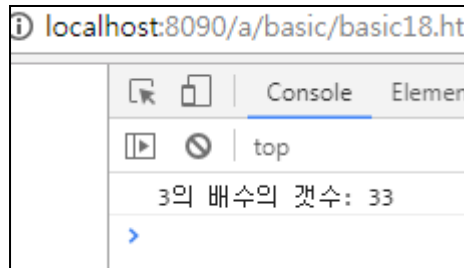 localhost:8090/a/basic/basic18.ht
Console Elemen
top
3의 배수의 갯수: 33